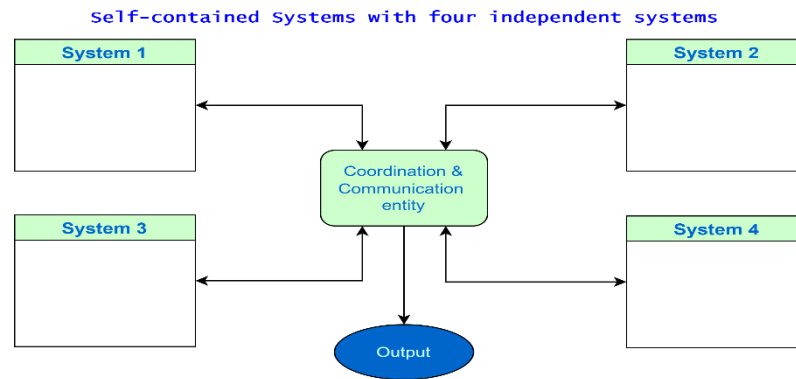 Self-contained Systems with four independent systems
System 1
System 2
Coordination &
Communication
entity
System 3
System 4
Output